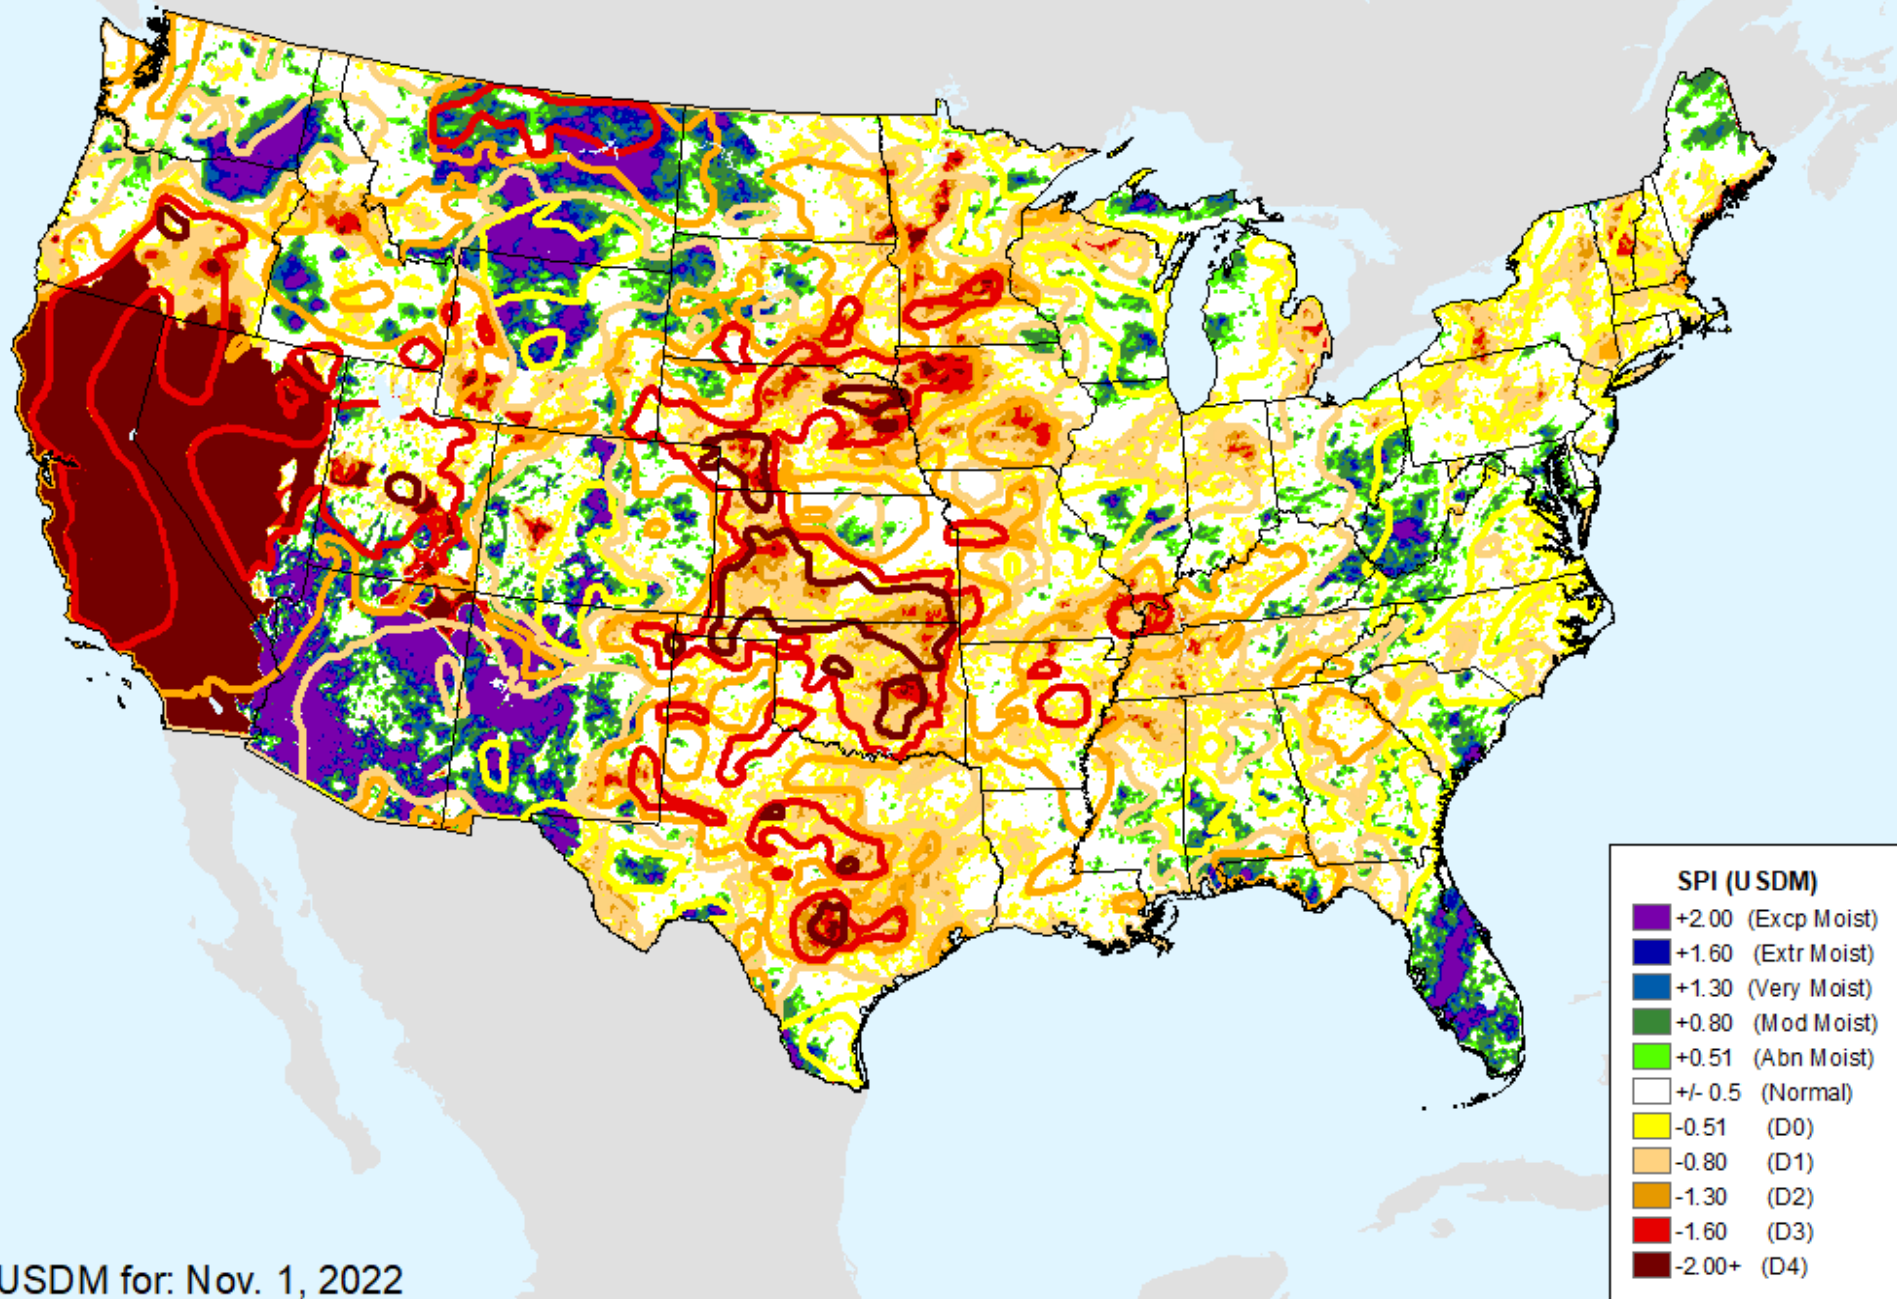 SPI (USDM)
+2.00 (Excp Moist)
+1.60 (Extr Moist)
+1.30 (Very Moist)
+0.80 (Mod Moist)
+0.51 (Abn Moist)
+/- 0.5 (Normal)
-0.51 (D0)
-0.80 (D1)
-1.30 (D2)
-1.60 (D3)
-2.00+ (D4)
USDM for: Nov. 1, 2022